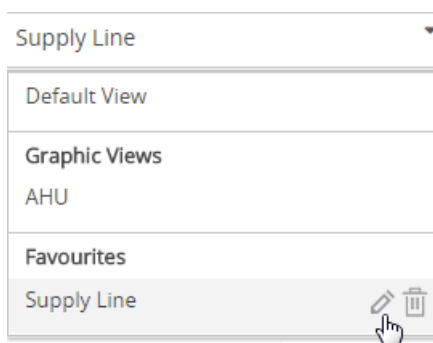 Supply Line
Default View
Graphic Views
AHU
Favourites
Supply Line